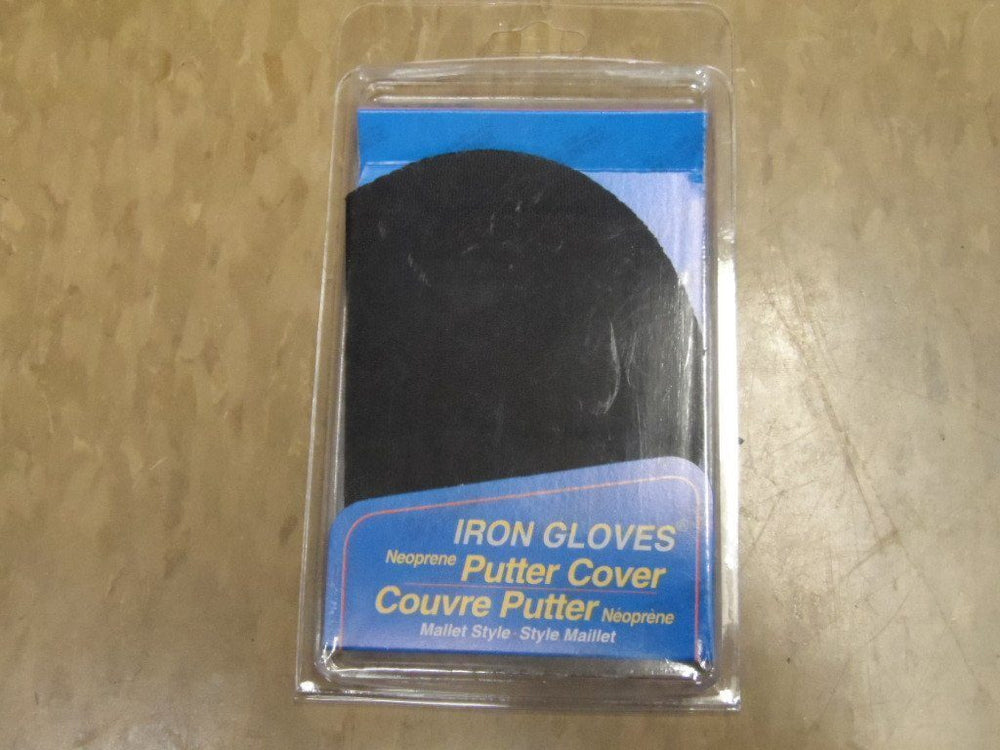 IRON GLOVES
Neoprene Putter Cover
Couvre Putter Néoprène
Mallet Style · Style Maillet